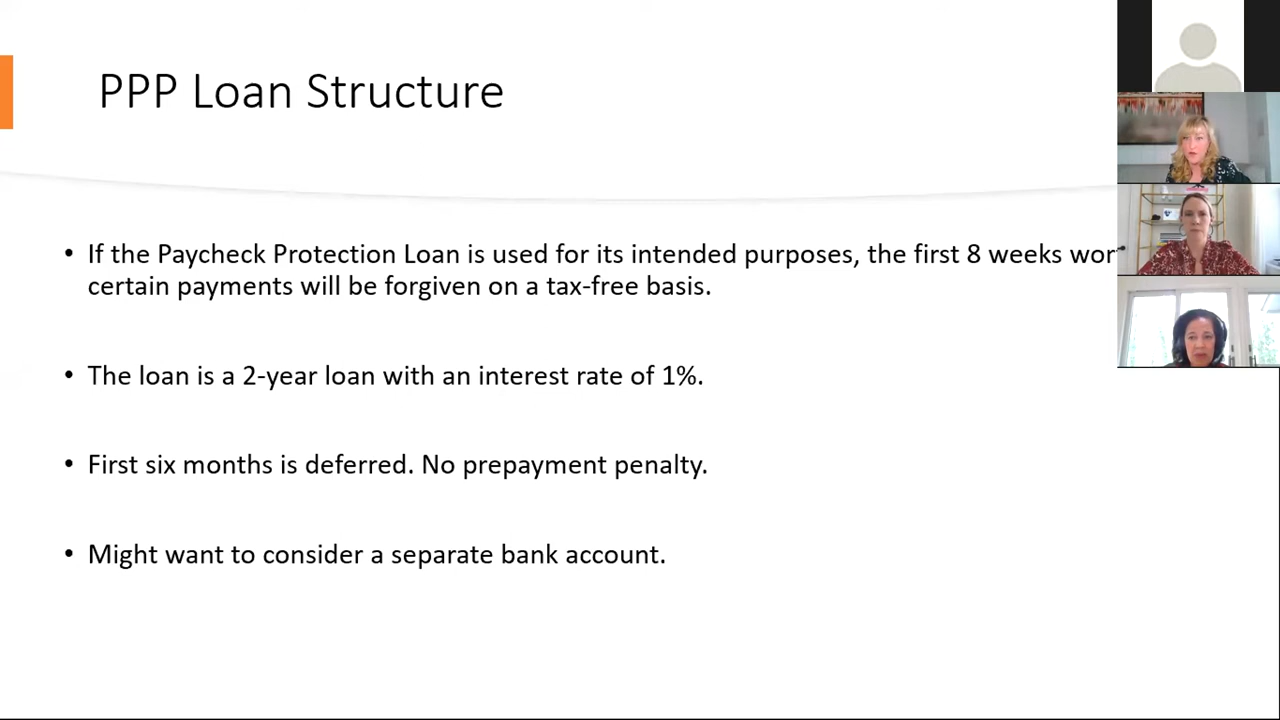 PPP Loan Structure
• If the Paycheck Protection Loan is used for its intended purposes, the first 8 weeks
certain payments will be forgiven on a tax-free basis.
• The loan is a 2-year loan with an interest rate of 1%.
• First six months is deferred. No prepayment penalty.
• Might want to consider a separate bank account.